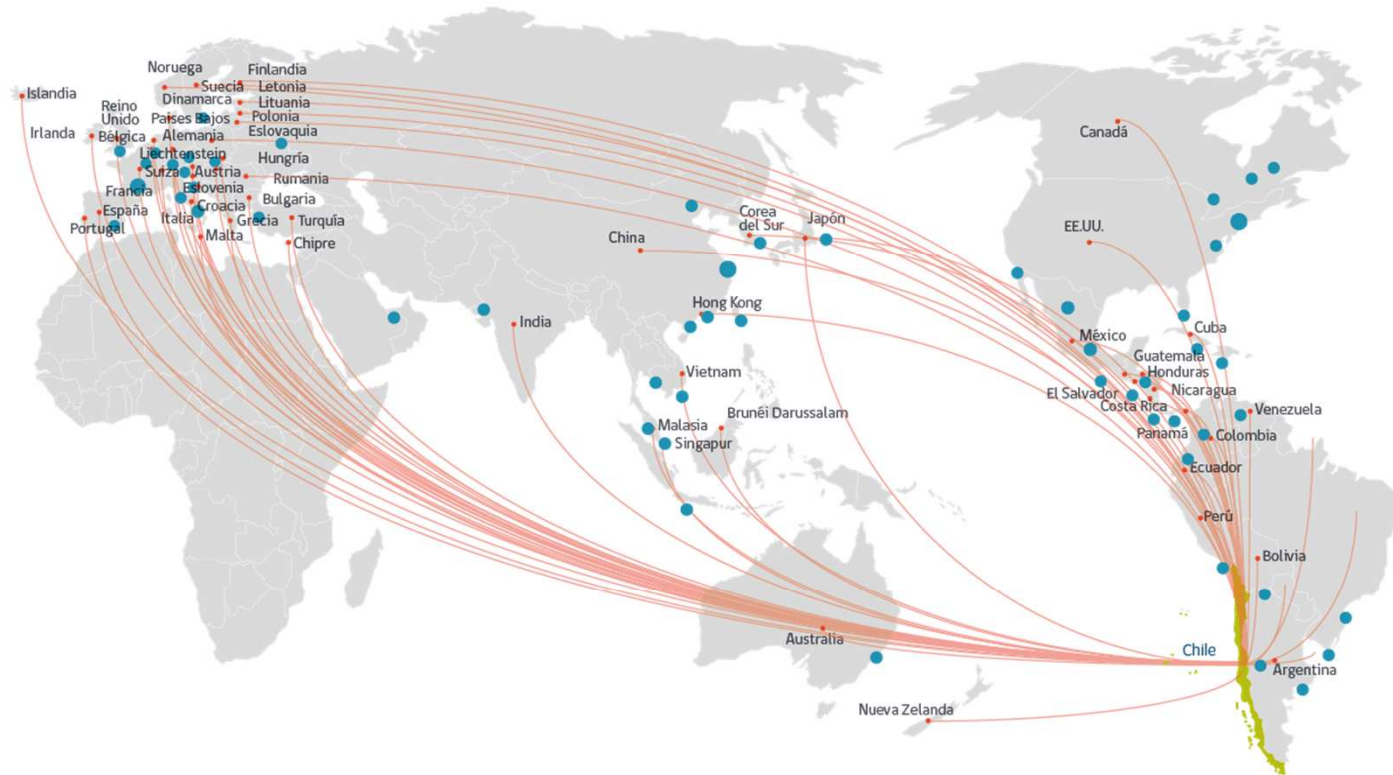 Noruega
Finlandia
Islandia
Suecia
Letonia
Dinamarca
Lituania
Reino
Unido
Países Bajos
Polonia
Irlanda
Bélgica
Alemania
Eslovaquia
Liechtenstein
Hungría
Suiza
Austria
Rumania
Francia
Eslovenia
Bulgaria
España
Croacia
Portugal
Italia
Grecia
Turquía
Malta
Chipre
China
Corea
del Sur
Japón
Hong Kong
India
Vietnam
Brunéi Darussalam
Malasia
Singapur
Australia
Nueva Zelanda
Canadá
EE.UU.
México
Cuba
Guatemala
Honduras
El Salvador
Nicaragua
Costa Rica
Panamá
Venezuela
Colombia
Ecuador
Perú
Bolivia
Chile
Argentina